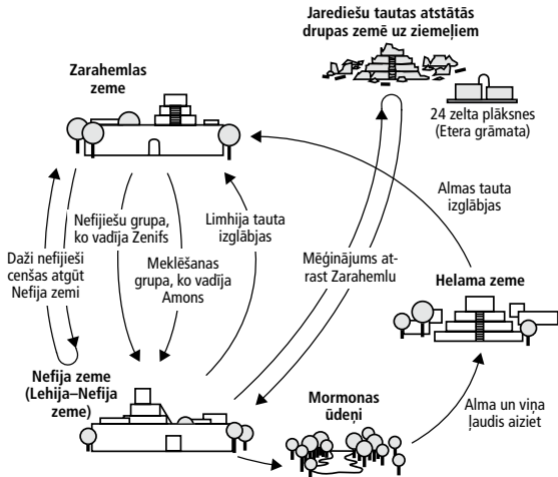 Jarediešu tautas atstātās
drupas zemē uz ziemeļiem
Zarahemlas
zeme
24 zelta plāksnes
(Etera grāmata)
Almas tauta
izglābjas
Nefijiešu grupa,
ko vadīja Zenifs
Limhija tauta
izglābjas
Daži nefijieši
cenšas atgūt
Nefija zemi
Meklēšanas
grupa, ko vadīja
Amons
Mēģinājums at-
rast Zarahemlu
Helama zeme
Nefija zeme
(Lehija–Nefija
zeme)
Mormonas
ūdeņi
Alma un viņa
ļaudis aiziet